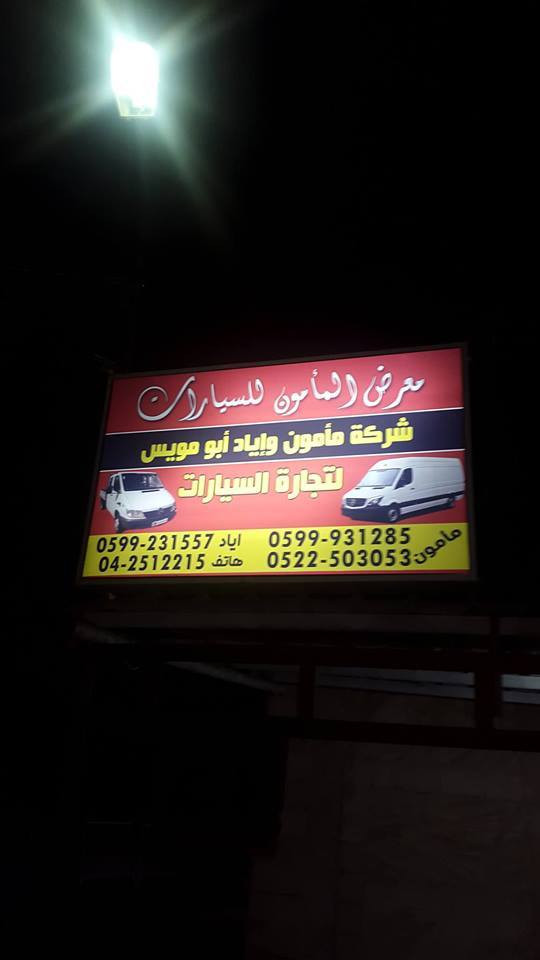 معرض المأمون للسيارات
شركة مأمون وإياد أبو مويس
لتجارة السيارات
مامون 0599-931285 اياد 0599-231557
0522-503053 هاتف 04-2512215